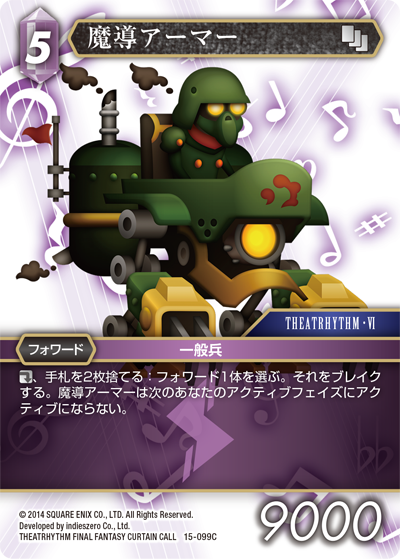 5
魔導アーマー
THEATRHYTHM・VI
フォワード
一般兵
、手札を2枚捨てる：フォワード1体を選ぶ。それをブレイク
する。魔導アーマーは次のあなたのアクティブフェイズにアク
ティブにならない。
© 2014 SQUARE ENIX CO., LTD. All Rights Reserved.
Developed by indieszero Co., Ltd.
THEATRHYTHM FINAL FANTASY CURTAIN CALL 15-099C
9000